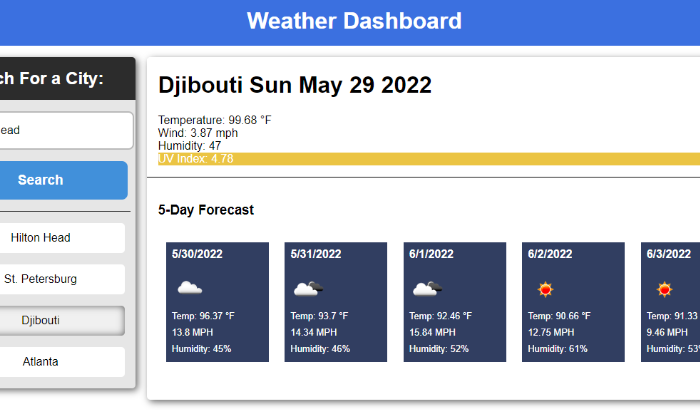 Weather Dashboard
ch For a City:
ead
Search
Hilton Head
St. Petersburg
Djibouti
Atlanta
Djibouti Sun May 29 2022
Temperature: 99.68 °F
Wind: 3.87 mph
Humidity: 47
UV Index: 4.78
5-Day Forecast
5/30/2022
Temp: 96.37 °F
13.8 MPH
Humidity: 45%
5/31/2022
Temp: 93.7 °F
14.34 MPH
Humidity: 46%
6/1/2022
Temp: 92.46 °F
15.84 MPH
Humidity: 52%
6/2/2022
Temp: 90.66 °F
12.75 MPH
Humidity: 61%
6/3/2022
Temp: 91.33
9.46 MPH
Humidity: 53%